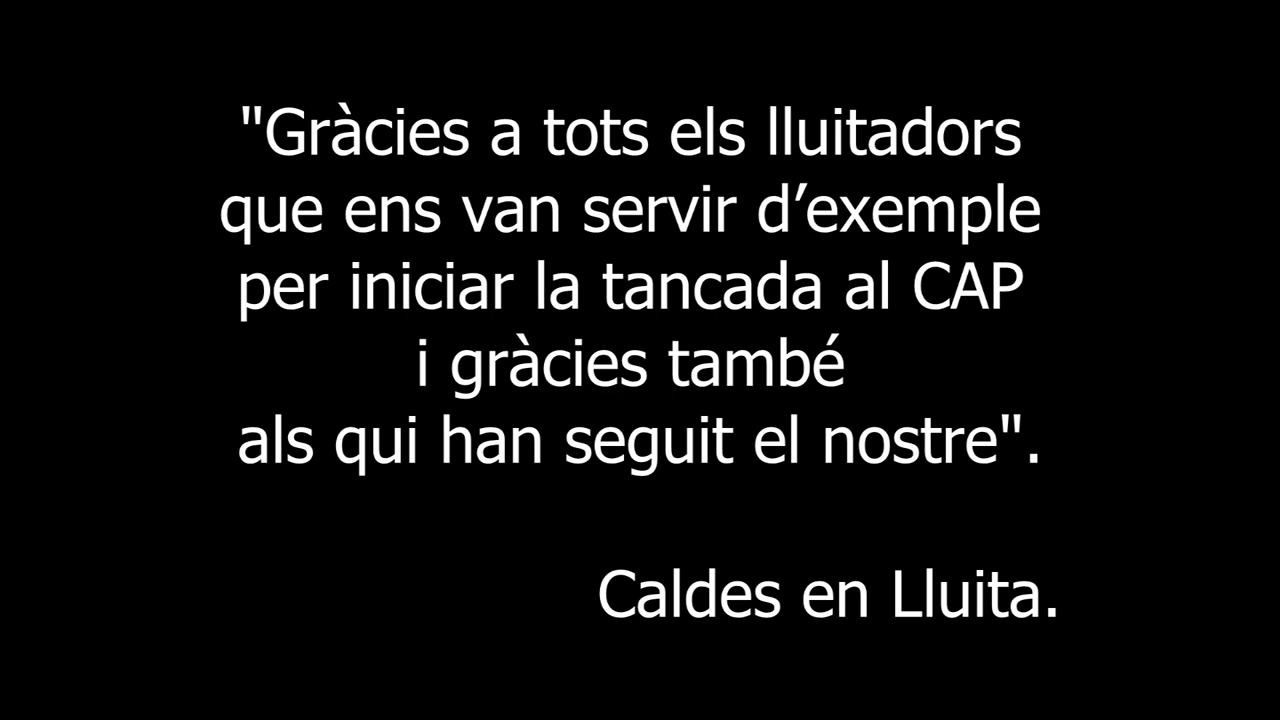 "Gràcies a tots els lluitadors
que ens van servir d’exemple
per iniciar la tancada al CAP
i gràcies també
als qui han seguit el nostre".
Caldes en Lluita.